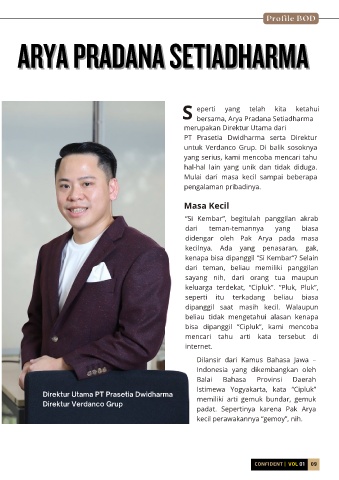 Profile BOD
ARYA PRADANA SETIADHARMA
Seperti yang telah kita ketahui
bersama, Arya Pradana Setiadharma
merupakan Direktur Utama dari
PT Prasetia Dwidharma serta Direktur
untuk Verdanco Grup. Di balik sosoknya
yang serius, kami mencoba mencari tahu
hal-hal lain yang unik dan tidak diduga.
Mulai dari masa kecil sampai beberapa
pengalaman pribadinya.
Masa Kecil
“Si Kembar”, begitulah panggilan akrab
dari teman-temannya yang biasa
didengar oleh Pak Arya pada masa
kecilnya. Ada yang penasaran, gak,
kenapa bisa dipanggil “Si Kembar”? Selain
dari teman, beliau memiliki panggilan
sayang nih, dari orang tua maupun
keluarga terdekat, “Cipluk”. “Pluk, Pluk”,
seperti itu terkadang beliau biasa
dipanggil saat masih kecil. Walaupun
beliau tidak mengetahui alasan kenapa
bisa dipanggil “Cipluk”, kami mencoba
mencari tahu arti kata tersebut di
internet.
Dilansir dari Kamus Bahasa Jawa –
Indonesia yang dikembangkan oleh
Balai Bahasa Provinsi Daerah
Istimewa Yogyakarta, kata “Cipluk”
memiliki arti gemuk bundar, gemuk
padat. Sepertinya karena Pak Arya
kecil perawakannya “gemoy”, nih.
Direktur Utama PT Prasetia Dwidharma
Direktur Verdanco Grup
CONFIDENT | VOL 01 09